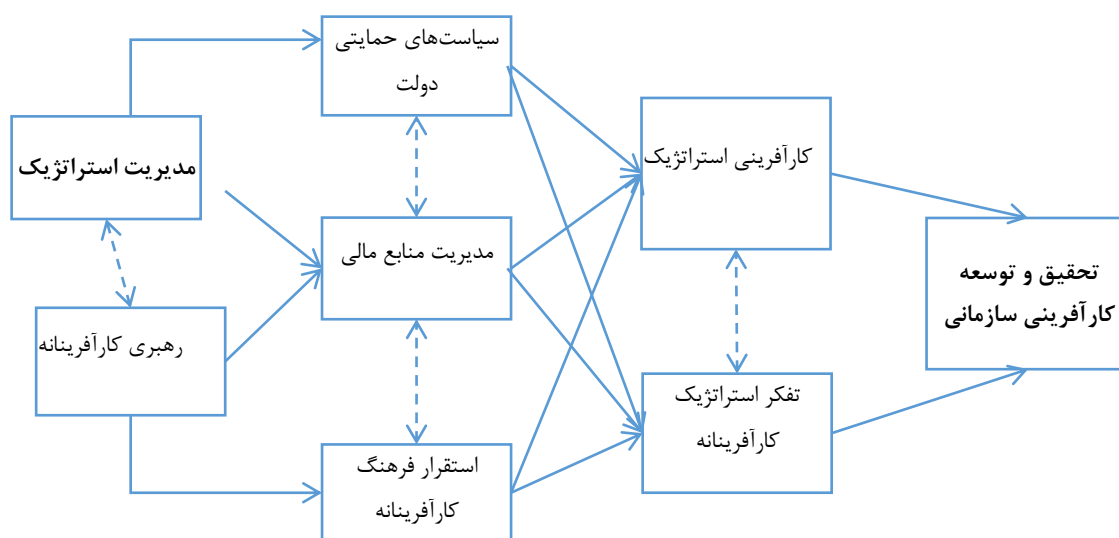 سیاست‌های حمایتی
دولت
مدیریت استراتژیک
کارآفرینی استراتژیک
مدیریت منابع مالی
تحقیق و توسعه
کارآفرینی سازمانی
رهبری کارآفرینانه
تفکر استراتژیک
کارآفرینانه
استقرار فرهنگ
کارآفرینانه